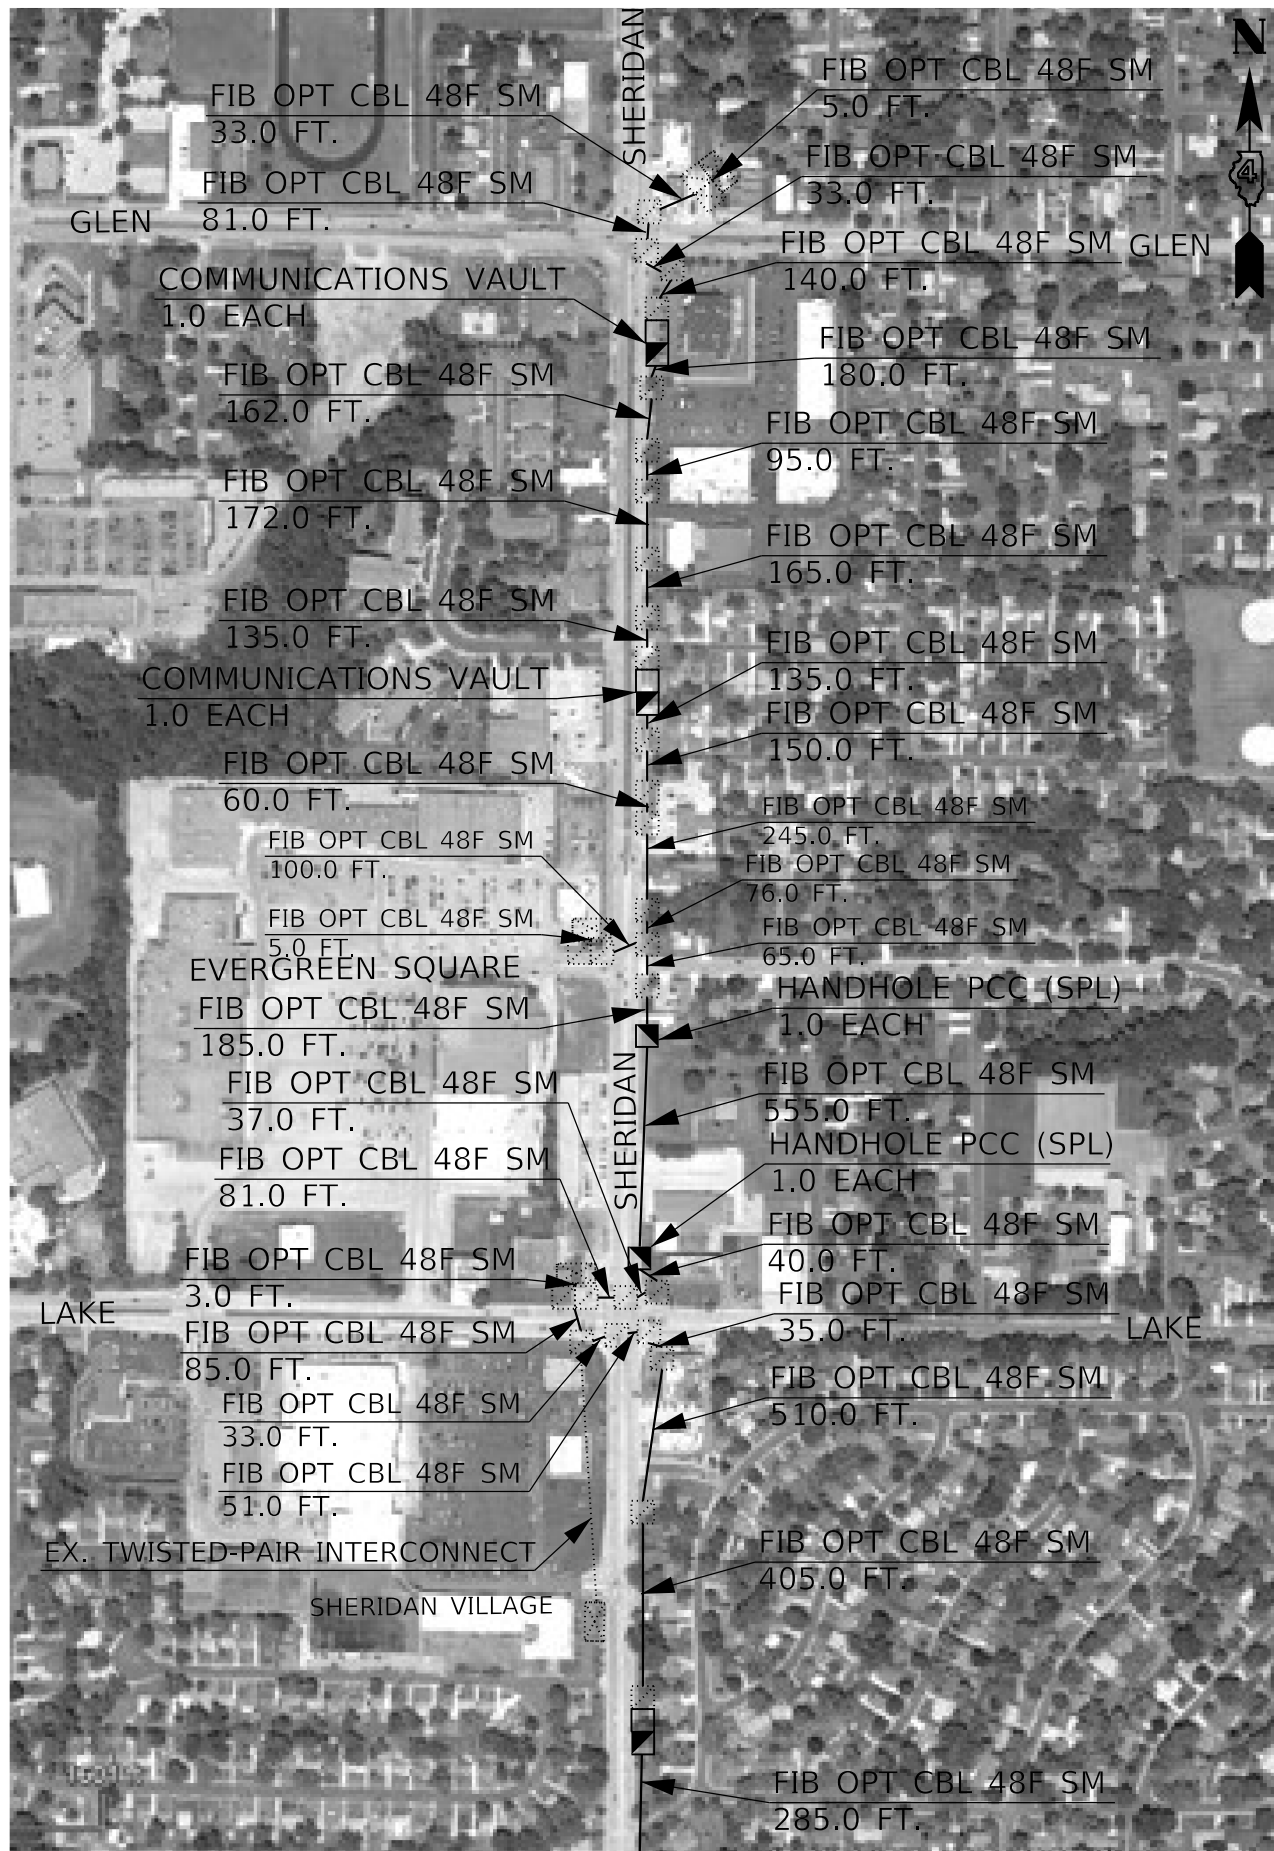 SHERIDAN
N
4
FIB OPT CBL 48F SM
33.0 FT.
FIB OPT CBL 48F SM
5.0 FT.
FIB OPT CBL 48F SM
81.0 FT.
FIB OPT CBL 48F SM
33.0 FT.
GLEN
FIB OPT CBL 48F SM
140.0 FT.
GLEN
COMMUNICATIONS VAULT
1.0 EACH
FIB OPT CBL 48F SM
180.0 FT.
FIB OPT CBL 48F SM
162.0 FT.
FIB OPT CBL 48F SM
95.0 FT.
FIB OPT CBL 48F SM
172.0 FT.
FIB OPT CBL 48F SM
165.0 FT.
FIB OPT CBL 48F SM
135.0 FT.
FIB OPT CBL 48F SM
135.0 FT.
COMMUNICATIONS VAULT
1.0 EACH
FIB OPT CBL 48F SM
150.0 FT.
FIB OPT CBL 48F SM
60.0 FT.
FIB OPT CBL 48F SM
245.0 FT.
FIB OPT CBL 48F SM
100.0 FT.
FIB OPT CBL 48F SM
76.0 FT.
FIB OPT CBL 48F SM
5.0 FT.
FIB OPT CBL 48F SM
65.0 FT.
EVERGREEN SQUARE
HANDHOLE PCC (SPL)
1.0 EACH
FIB OPT CBL 48F SM
185.0 FT.
SHERIDAN
FIB OPT CBL 48F SM
37.0 FT.
FIB OPT CBL 48F SM
555.0 FT.
HANDHOLE PCC (SPL)
1.0 EACH
FIB OPT CBL 48F SM
81.0 FT.
FIB OPT CBL 48F SM
40.0 FT.
FIB OPT CBL 48F SM
3.0 FT.
FIB OPT CBL 48F SM
35.0 FT.
LAKE
LAKE
FIB OPT CBL 48F SM
85.0 FT.
FIB OPT CBL 48F SM
510.0 FT.
FIB OPT CBL 48F SM
33.0 FT.
FIB OPT CBL 48F SM
51.0 FT.
EX. TWISTED-PAIR INTERCONNECT
FIB OPT CBL 48F SM
405.0 FT.
SHERIDAN VILLAGE
FIB OPT CBL 48F SM
285.0 FT.